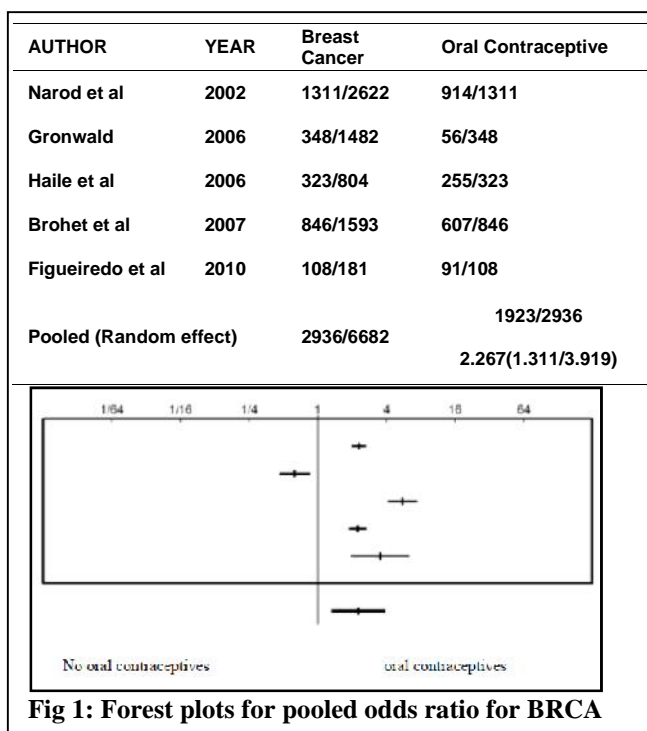 AUTHOR YEAR Breast Cancer Oral Contraceptive
Narod et al 2002 1311/2622 914/1311
Gronwald 2006 348/1482 56/348
Haile et al 2006 323/804 255/323
Brohet et al 2007 846/1593 607/846
Figueiredo et al 2010 108/181 91/108
Pooled (Random effect) 2936/6682 1923/2936
2.267(1.311/3.919)
1/64 1/16 1/4 1 4 16 64
No oral contraceptives oral contraceptives
Fig 1: Forest plots for pooled odds ratio for BRCA